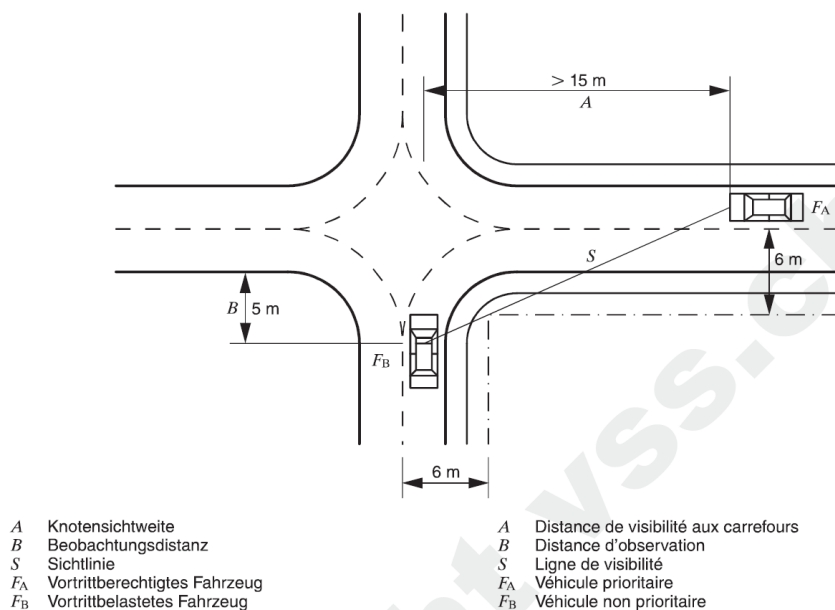 > 15 m
A
F_A
S
6 m
B 5 m
F_B
6 m
A Knotensichtweite
B Beobachtungsdistanz
S Sichtlinie
F_A Vortrittberechtigtes Fahrzeug
F_B Vortrittbelastetes Fahrzeug
A Distance de visibilité aux carrefours
B Distance d'observation
S Ligne de visibilité
F_A Véhicule prioritaire
F_B Véhicule non prioritaire